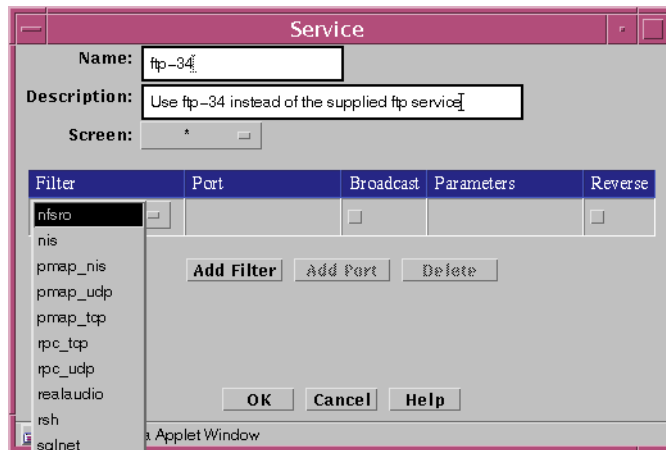 Service
Name: ftp-34
Description: Use ftp-34 instead of the supplied ftp service
Screen: *
Filter Port Broadcast Parameters Reverse
nfsro
nis
pmap_nis
Add Filter Add Port Delete
pmap_udp
pmap_tcp
rpc_tcp
rpc_udp
realaudio
OK Cancel Help
rsh
a Applet Window
sqlnet